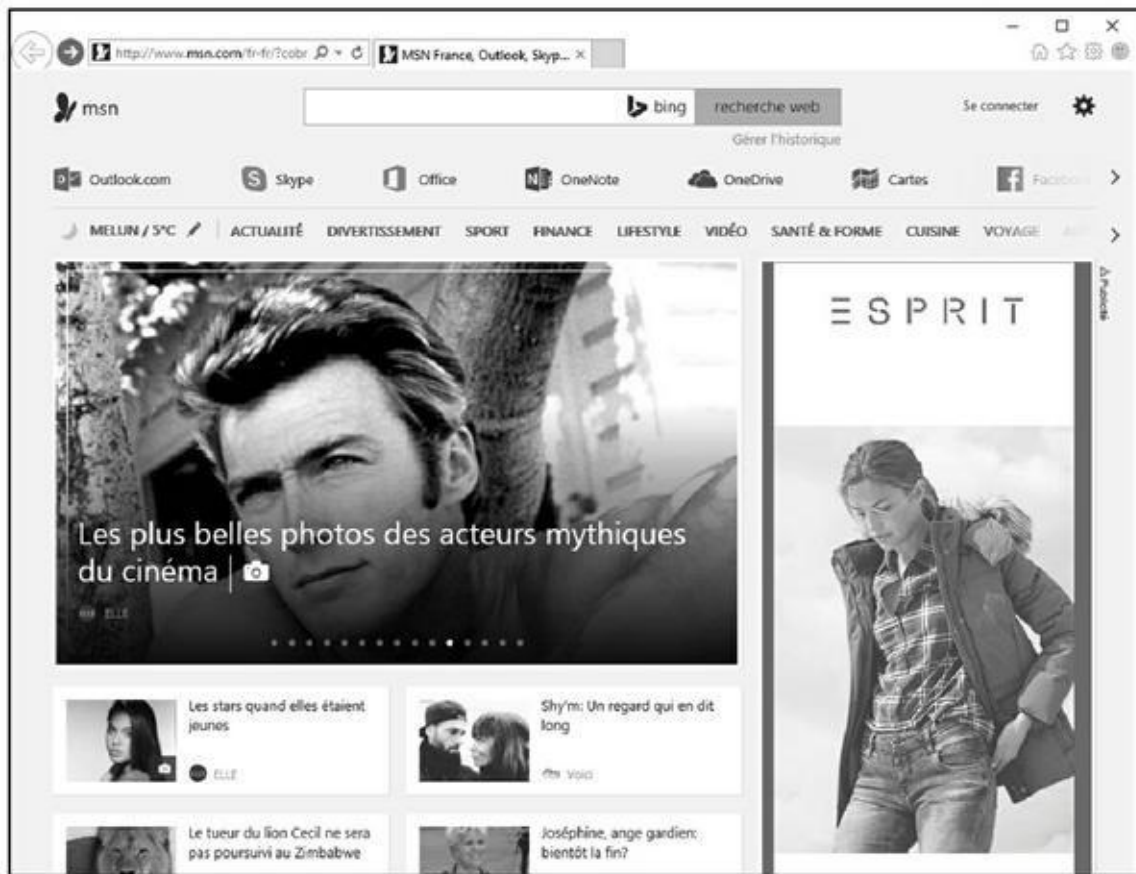 http://www.msn.com/fr-fr/?cobr
MSN France, Outlook, Skyp...
msn
bing
recherche web
Se connecter
Gérer l'historique
Outlook.com
Skype
Office
OneNote
OneDrive
Cartes
Facebook
MELUN / 5°C
ACTUALITÉ
DIVERTISSEMENT
SPORT
FINANCE
LIFESTYLE
VIDÉO
SANTÉ & FORME
CUISINE
VOYAGE
Publicité
ESPRIT
Les plus belles photos des acteurs mythiques
du cinéma
ELLE
Les stars quand elles étaient
jeunes
ELLE
Shy'm: Un regard qui en dit
long
Voici
Le tueur du lion Cecil ne sera
pas poursuivi au Zimbabwe
Joséphine, ange gardien:
bientôt la fin?